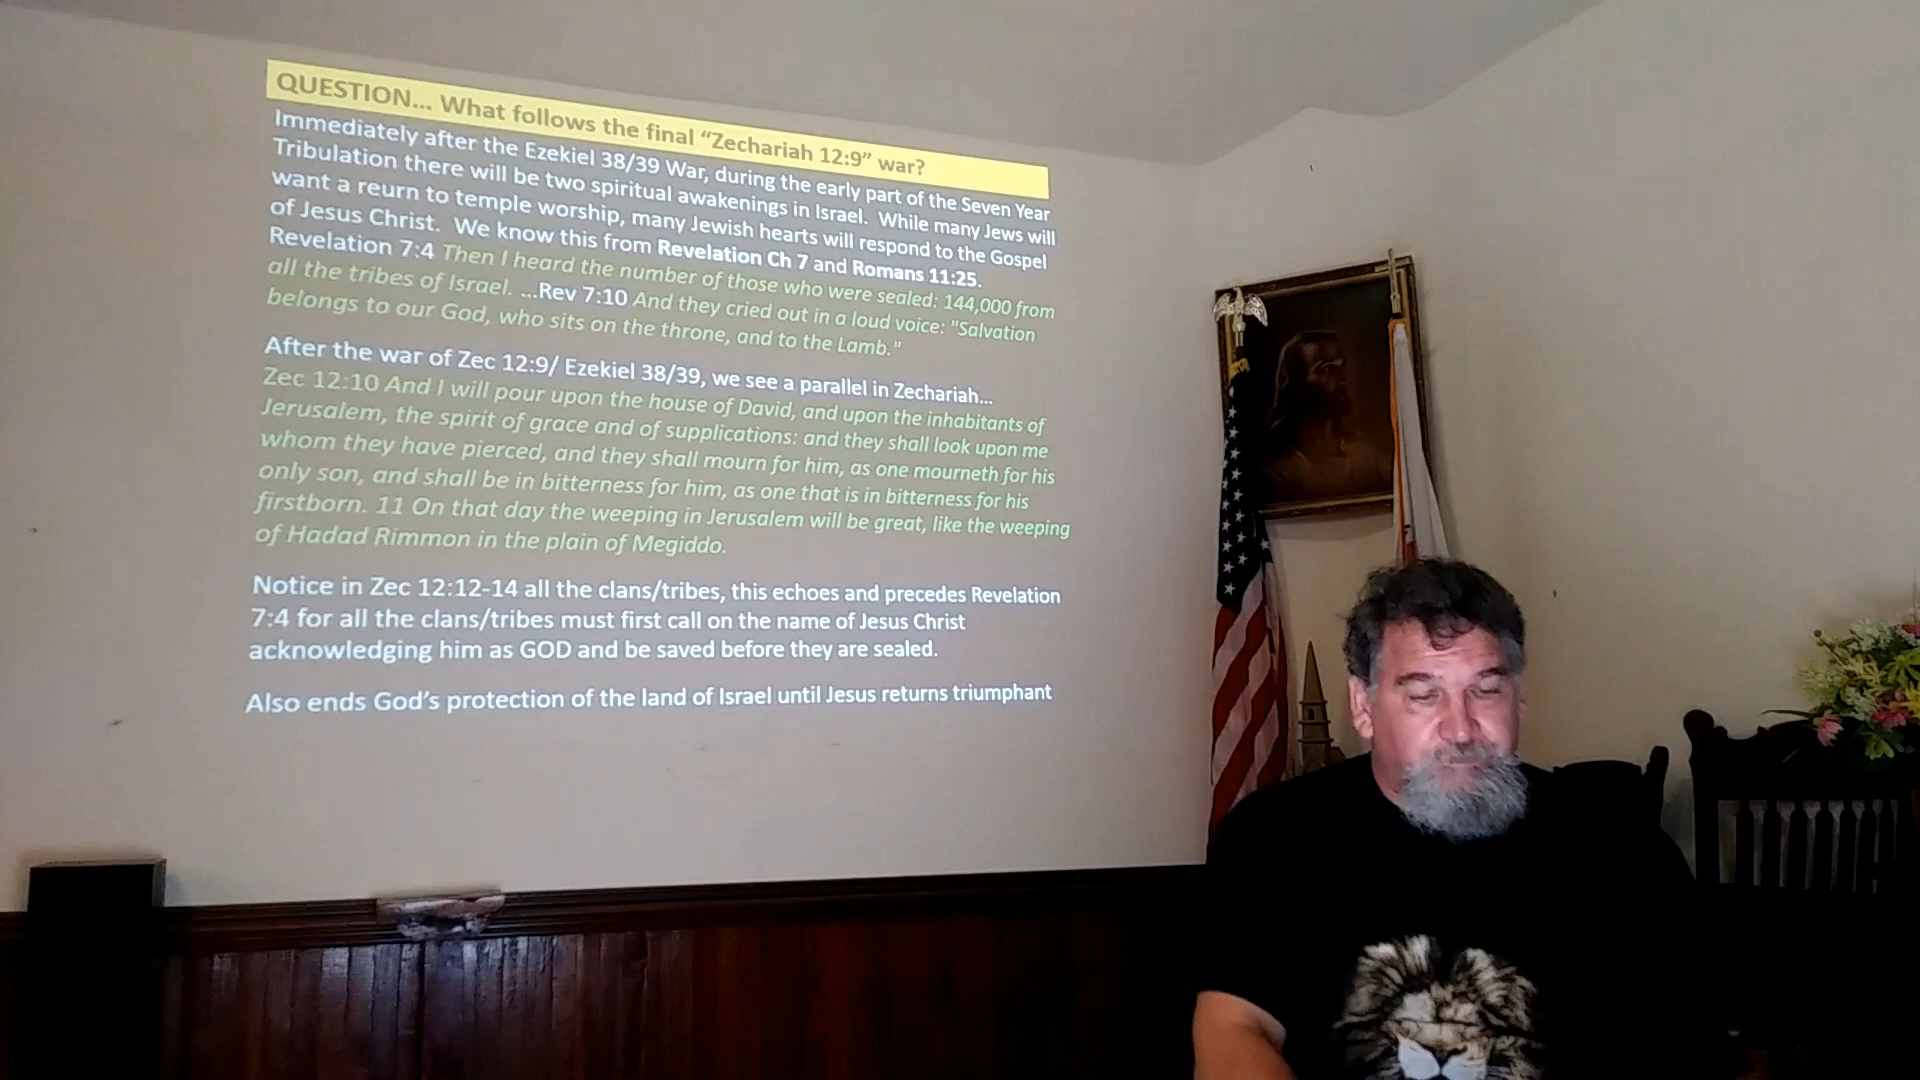 QUESTION... What follows the final “Zechariah 12:9” war?
Immediately after the Ezekiel 38/39 War, during the early part of the Seven Year
Tribulation there will be two spiritual awakenings in Israel. While many Jews will
want a reurn to temple worship, many Jewish hearts will respond to the Gospel
of Jesus Christ. We know this from Revelation Ch 7 and Romans 11:25.
Revelation 7:4 Then I heard the number of those who were sealed: 144,000 from
all the tribes of Israel. ...Rev 7:10 And they cried out in a loud voice: "Salvation
belongs to our God, who sits on the throne, and to the Lamb."
After the war of Zec 12:9/ Ezekiel 38/39, we see a parallel in Zechariah...
Zec 12:10 And I will pour upon the house of David, and upon the inhabitants of
Jerusalem, the spirit of grace and of supplications: and they shall look upon me
whom they have pierced, and they shall mourn for him, as one mourneth for his
only son, and shall be in bitterness for him, as one that is in bitterness for his
firstborn. 11 On that day the weeping in Jerusalem will be great, like the weeping
of Hadad Rimmon in the plain of Megiddo.
Notice in Zec 12:12-14 all the clans/tribes, this echoes and precedes Revelation
7:4 for all the clans/tribes must first call on the name of Jesus Christ
acknowledging him as GOD and be saved before they are sealed.
Also ends God’s protection of the land of Israel until Jesus returns triumphant